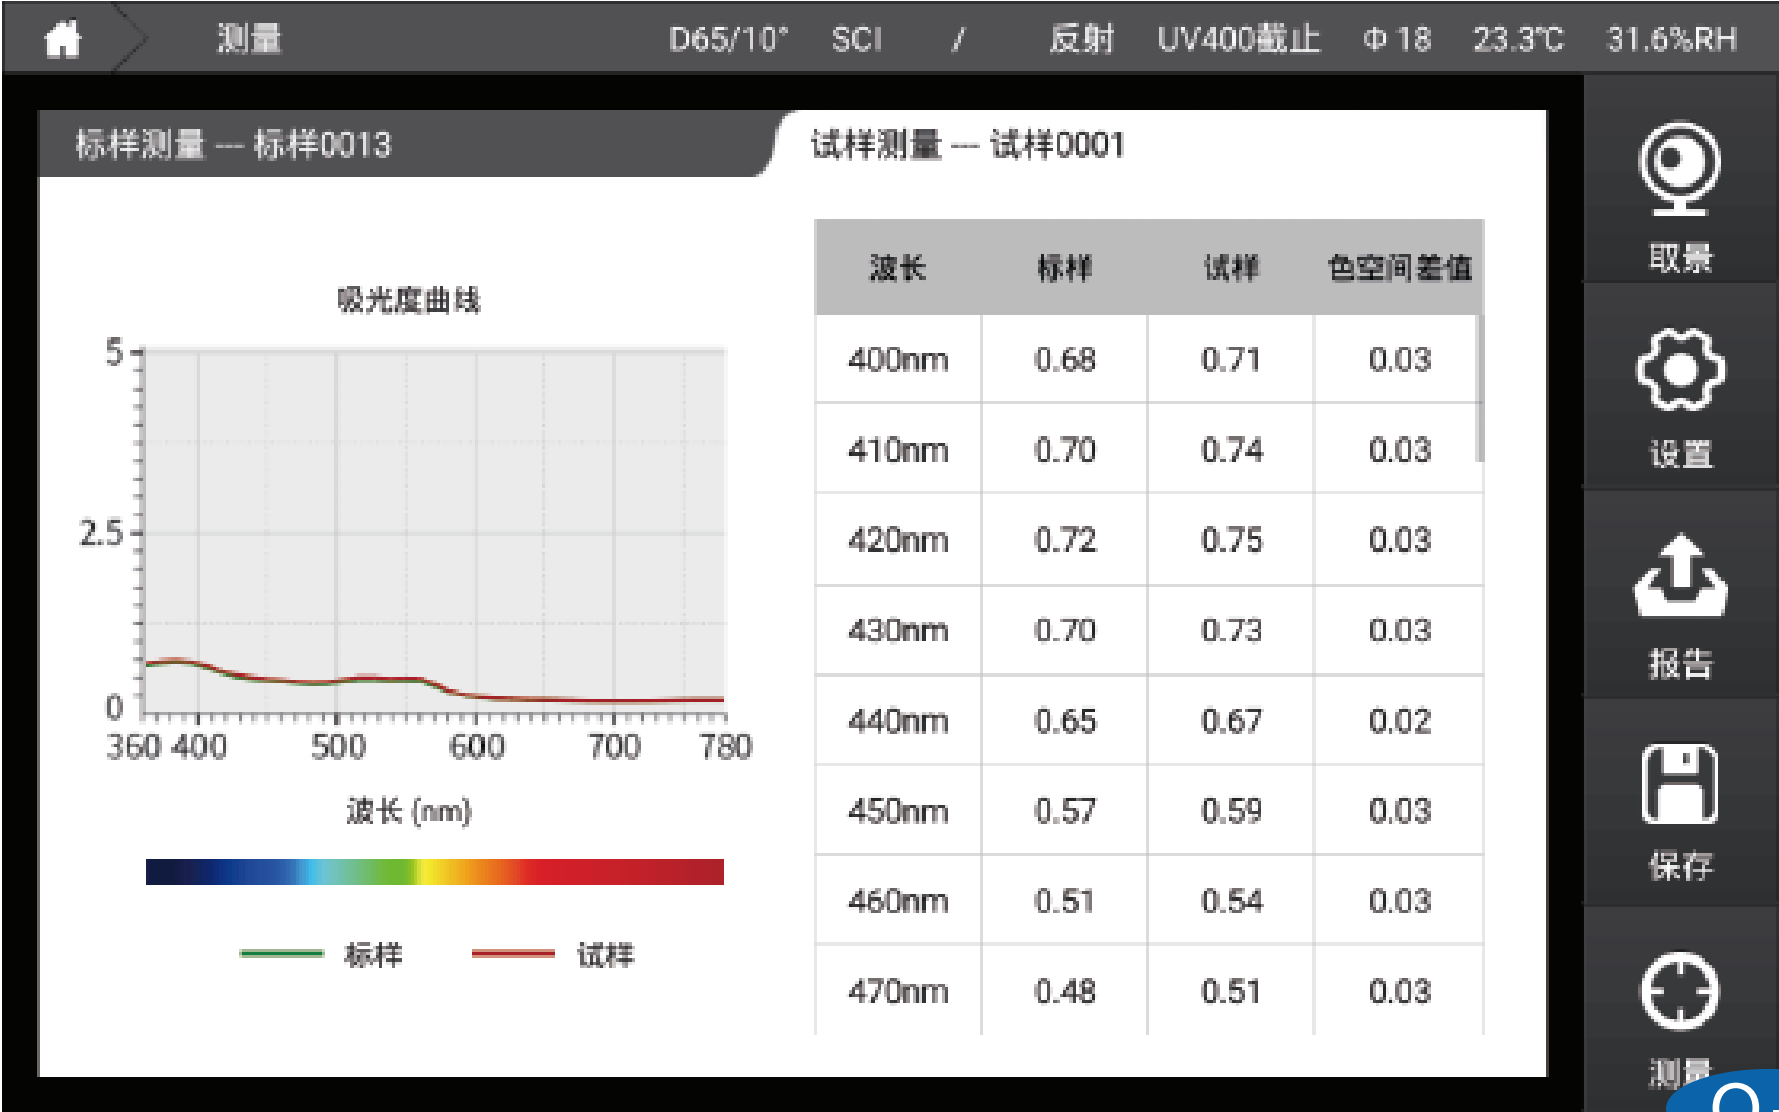 测量 D65/10° SCI / 反射 UV400截止 Φ 18 23.3℃ 31.6%RH
标样测量 --- 标样0013 试样测量 --- 试样0001
吸光度曲线
5
2.5
0
360 400 500 600 700 780
波长 (nm)
标样 试样
波长 标样 试样 色空间差值
400nm 0.68 0.71 0.03
410nm 0.70 0.74 0.03
420nm 0.72 0.75 0.03
430nm 0.70 0.73 0.03
440nm 0.65 0.67 0.02
450nm 0.57 0.59 0.03
460nm 0.51 0.54 0.03
470nm 0.48 0.51 0.03
取景
设置
报告
保存
测量